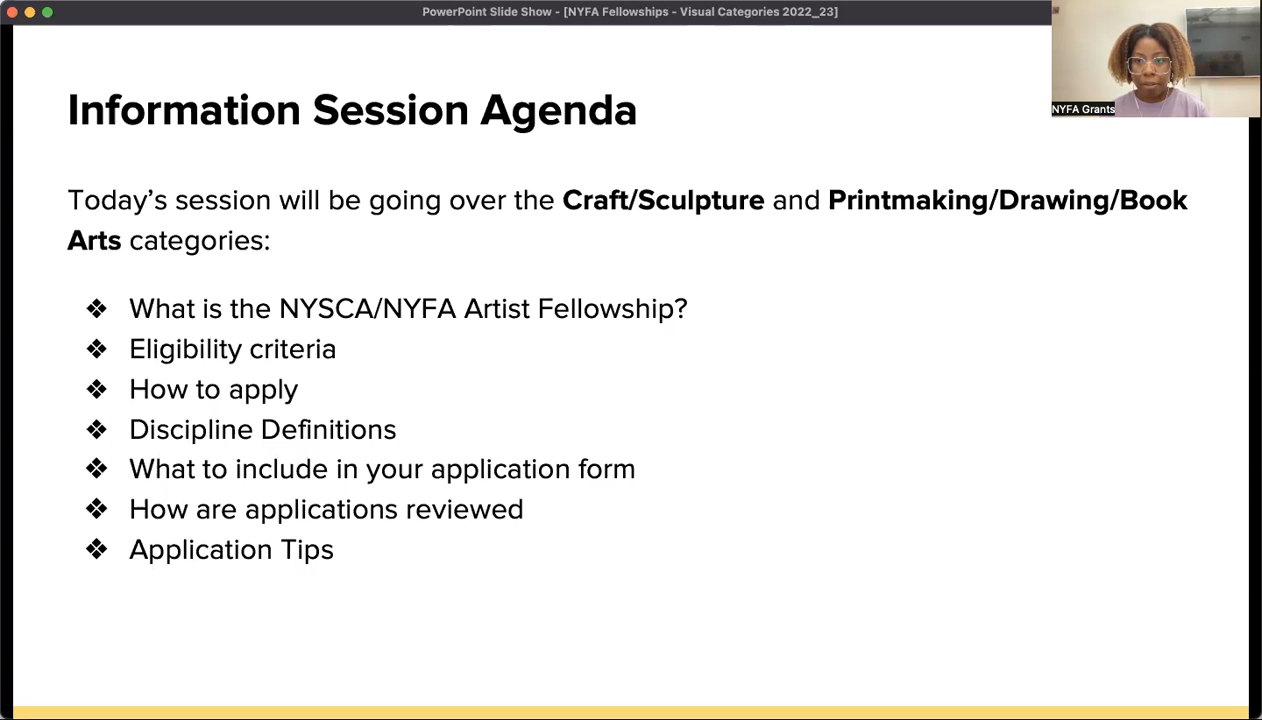 PowerPoint Slide Show - [NYFA Fellowships - Visual Categories 2022_23]
NYFA Grants
Information Session Agenda
Today’s session will be going over the Craft/Sculpture and Printmaking/Drawing/Book
Arts categories:
❖ What is the NYSCA/NYFA Artist Fellowship?
❖ Eligibility criteria
❖ How to apply
❖ Discipline Definitions
❖ What to include in your application form
❖ How are applications reviewed
❖ Application Tips